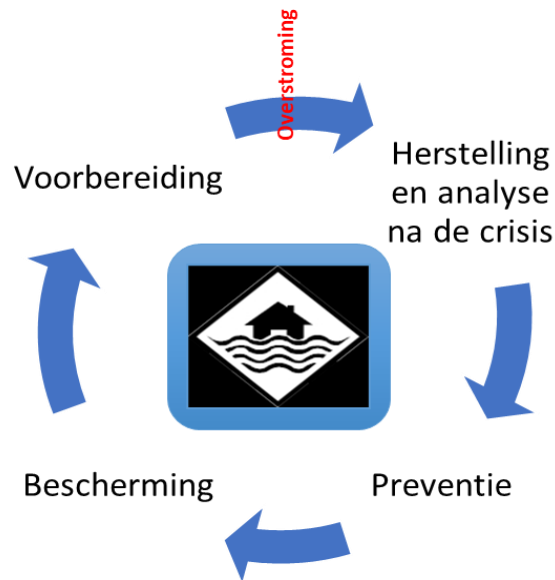 Overstroming
Voorbereiding
Herstelling
en analyse
na de crisis
Bescherming
Preventie